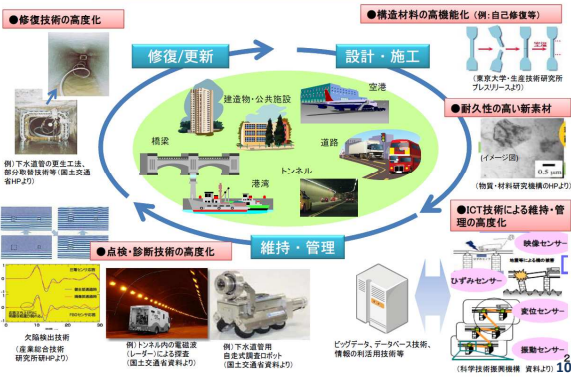 ●修復技術の高度化
例)下水道管の更生工法、
部分取替技術等(国土交通
省HPより)
修復/更新
設計・施工
建造物・公共施設
空港
橋梁
道路
港湾
トンネル
維持・管理
●構造材料の高機能化 (例:自己修復等)
(東京大学・生産技術研究所
プレスリリースより)
●耐久性の高い新素材
(イメージ図)
0.5 μm
(物質・材料研究機構のHPより)
●ICT技術による維持・管
理の高度化
映像センサー
ひずみセンサー
変位センサー
振動センサー
(科学技術振興機構 資料より)
●点検・診断技術の高度化
欠陥検出技術
(産業総合技術
研究所研HPより)
例)トンネル内の電磁波
(レーダー)による探査
(国土交通省資料より)
例)下水道管用
自走式調査ロボット
(国土交通省資料より)
ビッグデータ、データベース技術、
情報の利活用技術等
2
10